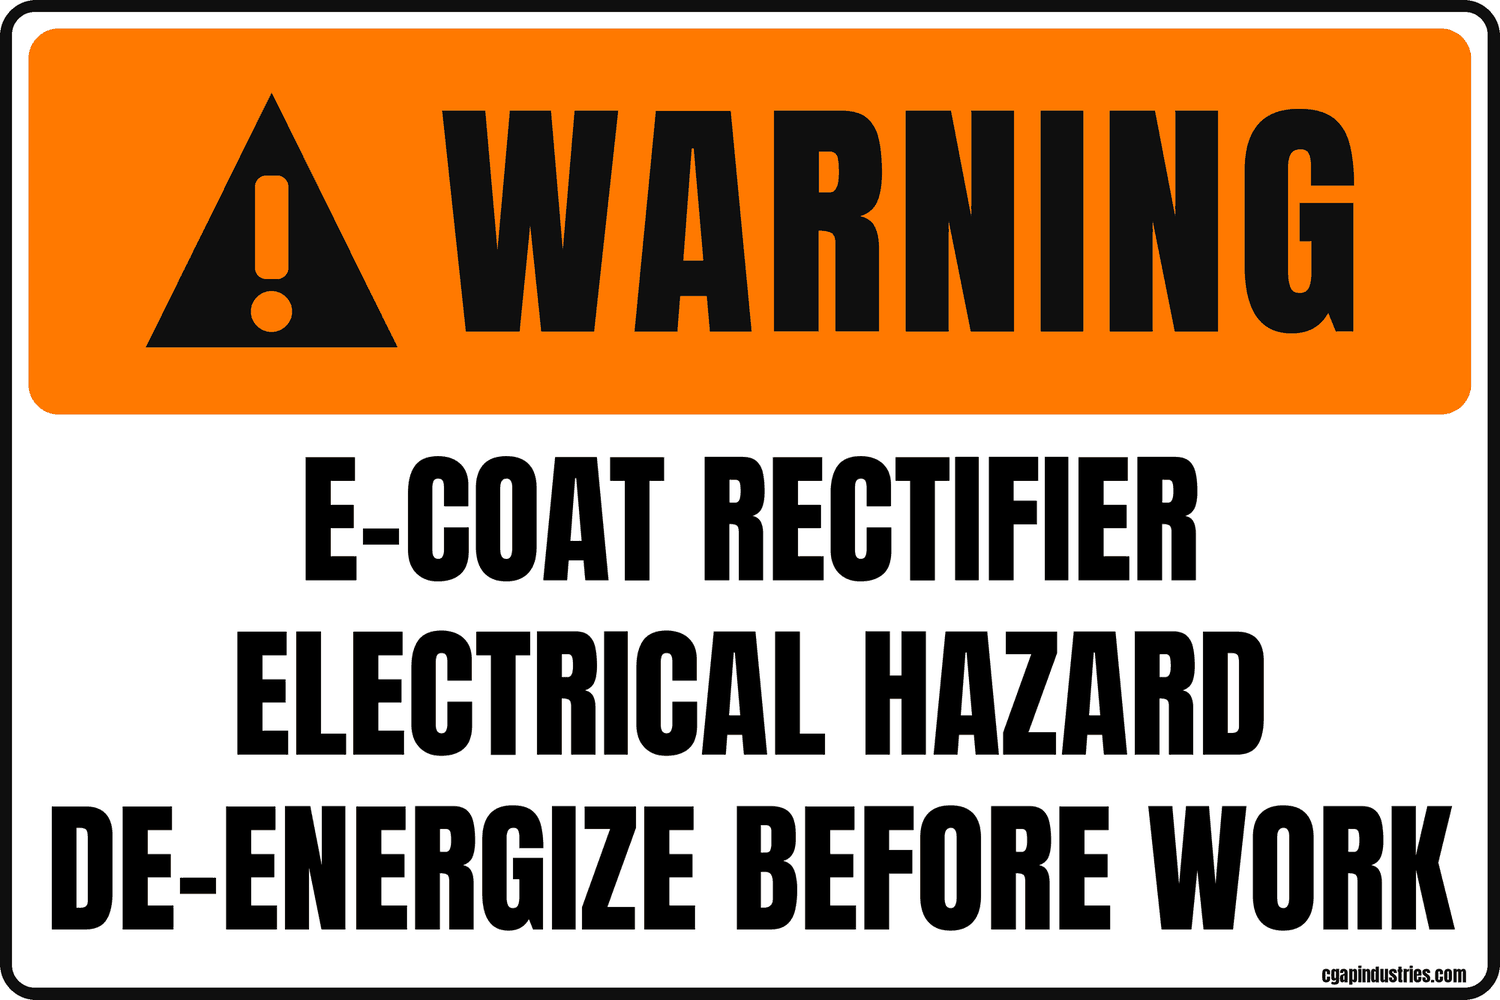 WARNING
E-COAT RECTIFIER
ELECTRICAL HAZARD
DE-ENERGIZE BEFORE WORK
cgapindustries.com